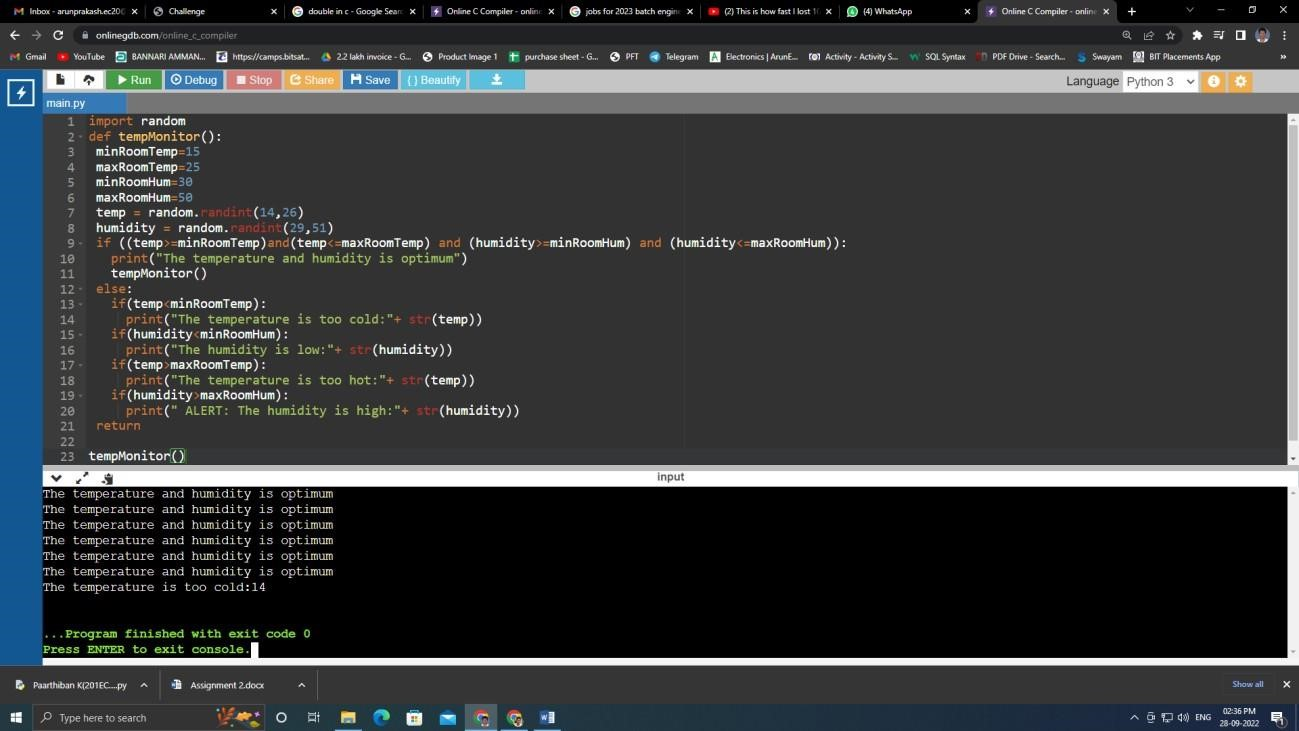 Inbox - arunprakash.ec20
Challenge
double in c - Google Sear
Online C Compiler - online
jobs for 2023 batch engine
(2) This is how fast I lost 1
(4) WhatsApp
Online C Compiler - online
onlinegdb.com/online_c_compiler
Gmail YouTube BANNARI AMMAN... https://camps.bitsat... 2.2 lakh invoice - G... Product Image 1 purchase sheet - G... PFT Telegram Electronics | ArunE... Activity - Activity S... SQL Syntax PDF Drive - Search... Swayam BIT Placements App »
Run Debug Stop Share Save { } Beautify Language Python 3
main.py
1 import random
2 def tempMonitor():
3 minRoomTemp=15
4 maxRoomTemp=25
5 minRoomHum=30
6 maxRoomHum=50
7 temp = random.randint(14,26)
8 humidity = random.randint(29,51)
9 if ((temp>=minRoomTemp)and(temp<=maxRoomTemp) and (humidity>=minRoomHum) and (humidity<=maxRoomHum)):
10 print("The temperature and humidity is optimum")
11 tempMonitor()
12 else:
13 if(temp<minRoomTemp):
14 print("The temperature is too cold:"+ str(temp))
15 if(humidity<minRoomHum):
16 print("The humidity is low:"+ str(humidity))
17 if(temp>maxRoomTemp):
18 print("The temperature is too hot:"+ str(temp))
19 if(humidity>maxRoomHum):
20 print(" ALERT: The humidity is high:"+ str(humidity))
21 return
22
23 tempMonitor()
input
The temperature and humidity is optimum
The temperature and humidity is optimum
The temperature and humidity is optimum
The temperature and humidity is optimum
The temperature and humidity is optimum
The temperature and humidity is optimum
The temperature is too cold:14
...Program finished with exit code 0
Press ENTER to exit console.
Paarthiban K(201EC....py Assignment 2.docx Show all
Type here to search ENG 02:36 PM
28-09-2022